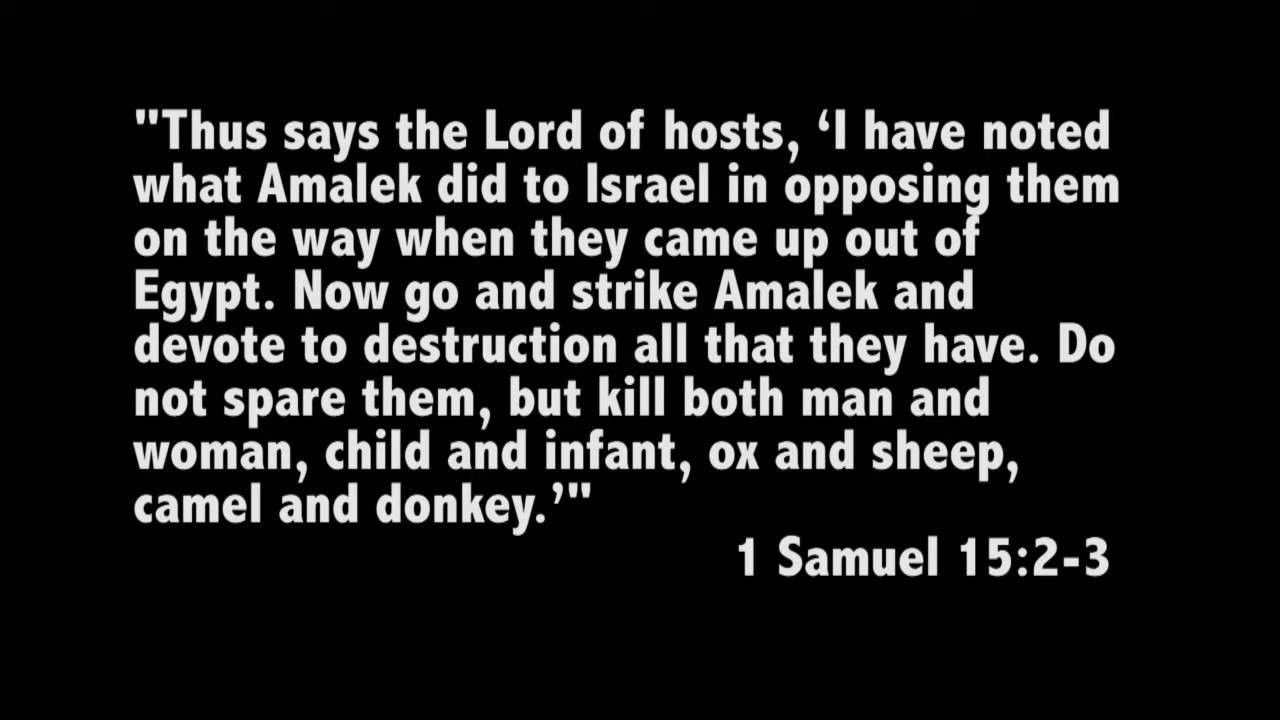 "Thus says the Lord of hosts, ‘I have noted
what Amalek did to Israel in opposing them
on the way when they came up out of
Egypt. Now go and strike Amalek and
devote to destruction all that they have. Do
not spare them, but kill both man and
woman, child and infant, ox and sheep,
camel and donkey.’"
1 Samuel 15:2-3